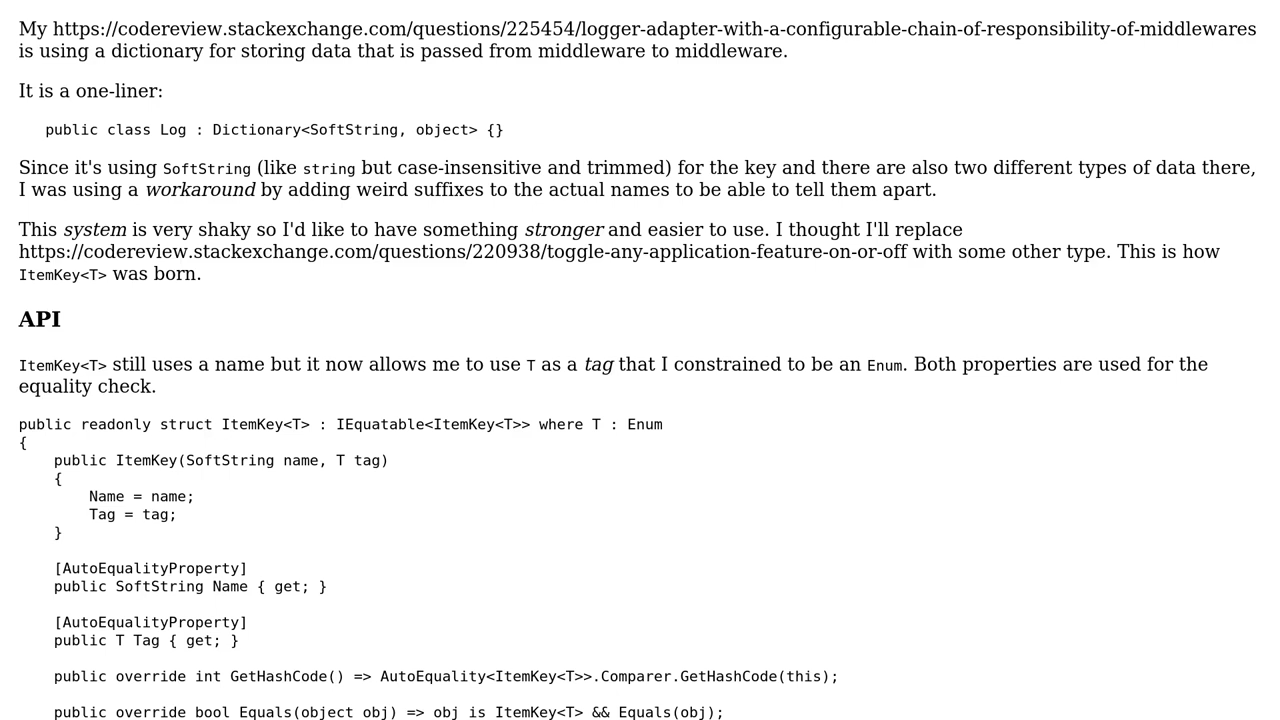 My https://codereview.stackexchange.com/questions/225454/logger-adapter-with-a-configurable-chain-of-responsibility-of-middlewares
is using a dictionary for storing data that is passed from middleware to middleware.
It is a one-liner:
public class Log : Dictionary<SoftString, object> {}
Since it's using SoftString (like string but case-insensitive and trimmed) for the key and there are also two different types of data there,
I was using a workaround by adding weird suffixes to the actual names to be able to tell them apart.
This system is very shaky so I'd like to have something stronger and easier to use. I thought I'll replace
https://codereview.stackexchange.com/questions/220938/toggle-any-application-feature-on-or-off with some other type. This is how
ItemKey<T> was born.
API
ItemKey<T> still uses a name but it now allows me to use T as a tag that I constrained to be an Enum. Both properties are used for the
equality check.
public readonly struct ItemKey<T> : IEquatable<ItemKey<T>> where T : Enum
{
    public ItemKey(SoftString name, T tag)
    {
        Name = name;
        Tag = tag;
    }
    [AutoEqualityProperty]
    public SoftString Name { get; }
    [AutoEqualityProperty]
    public T Tag { get; }
    public override int GetHashCode() => AutoEquality<ItemKey<T>>.Comparer.GetHashCode(this);
    public override bool Equals(object obj) => obj is ItemKey<T> && Equals(obj);